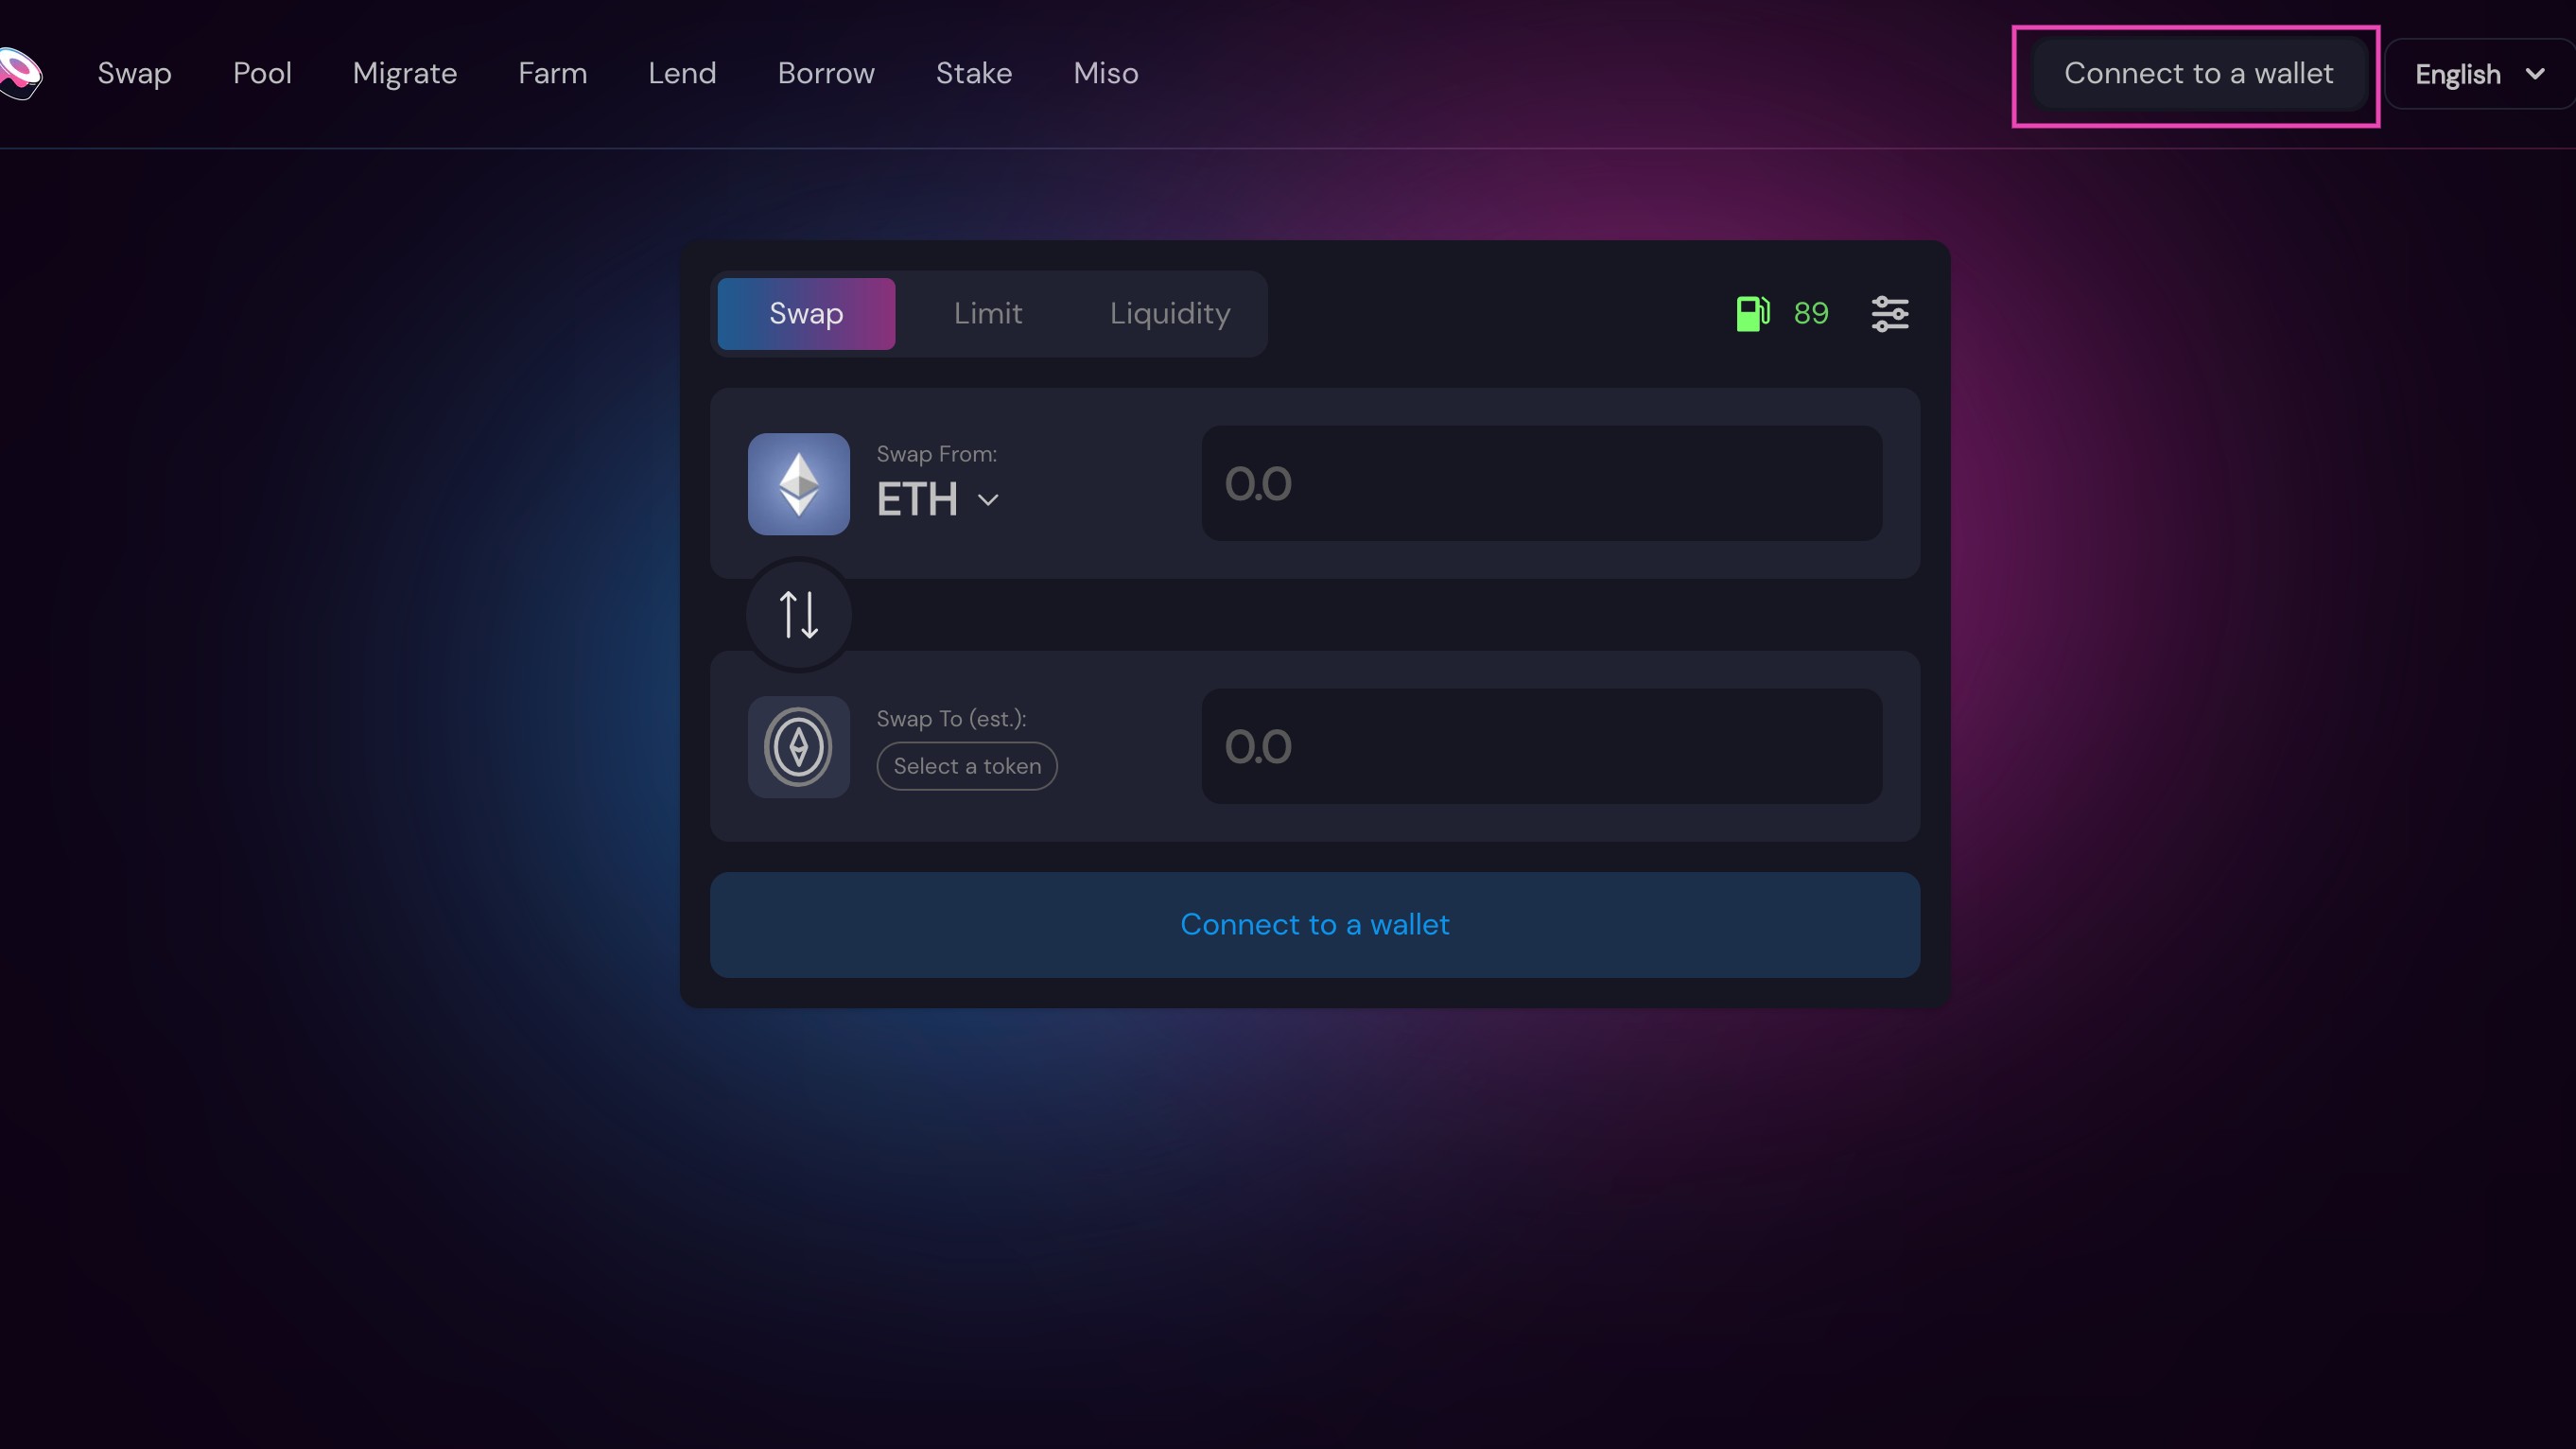 Swap Pool Migrate Farm Lend Borrow Stake Miso Connect to a wallet English
Swap Limit Liquidity 89
Swap From:
ETH 0.0
Swap To (est.):
Select a token 0.0
Connect to a wallet